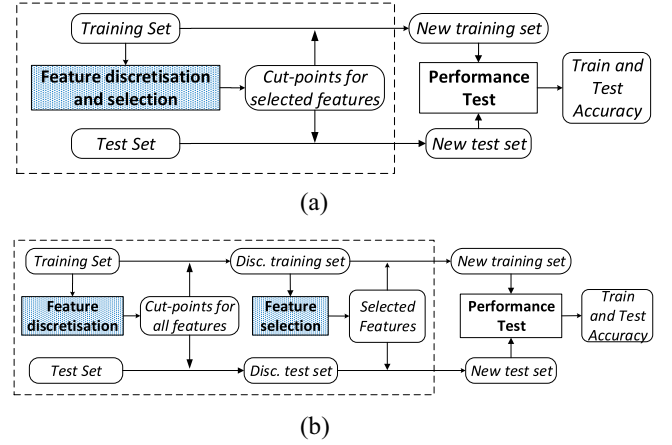 Training Set
New training set
Feature discretisation
and selection
Cut-points for
selected features
Performance
Test
Train and
Test
Accuracy
Test Set
New test set
(a)
Training Set
Disc. training set
New training set
Feature
discretisation
Cut-points for
all features
Feature
selection
Selected
Features
Performance
Test
Train
and Test
Accuracy
Test Set
Disc. test set
New test set
(b)